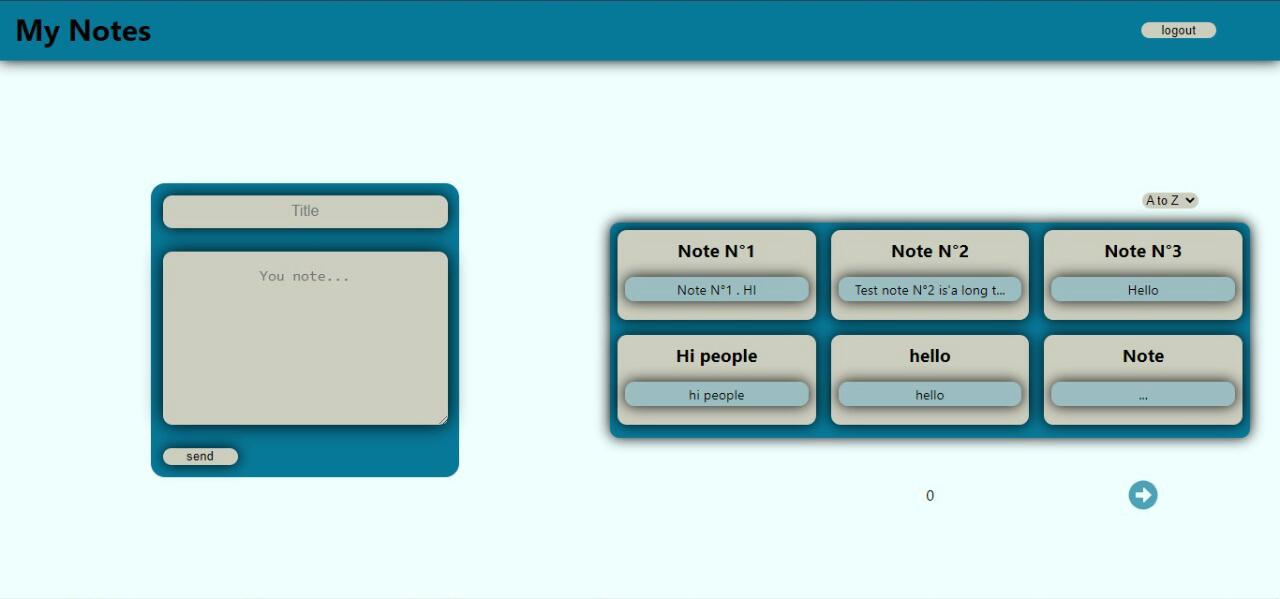 My Notes
logout
Title
You note...
send
A to Z
Note N°1
Note N°1 . HI
Note N°2
Test note N°2 is'a long t...
Note N°3
Hello
Hi people
hi people
hello
hello
Note
...
0